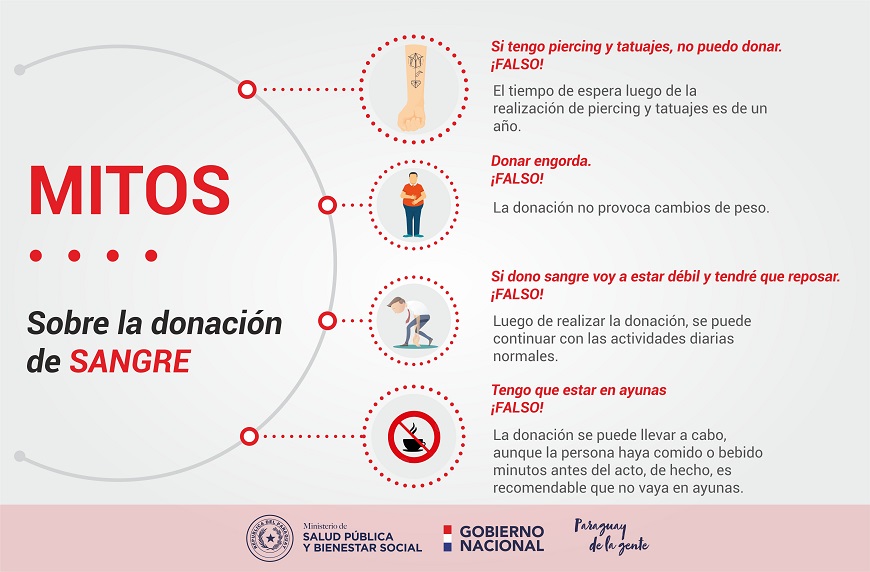 MITOS
Sobre la donación
de SANGRE
Si tengo piercing y tatuajes, no puedo donar.
¡FALSO!
El tiempo de espera luego de la
realización de piercing y tatuajes es de un
año.
Donar engorda.
¡FALSO!
La donación no provoca cambios de peso.
Si dono sangre voy a estar débil y tendré que reposar.
¡FALSO!
Luego de realizar la donación, se puede
continuar con las actividades diarias
normales.
Tengo que estar en ayunas
¡FALSO!
La donación se puede llevar a cabo,
aunque la persona haya comido o bebido
minutos antes del acto, de hecho, es
recomendable que no vaya en ayunas.
REPUBLICA DEL PARAGUAY
Ministerio de
SALUD PÚBLICA
Y BIENESTAR SOCIAL
GOBIERNO
NACIONAL
Paraguay
de la gente